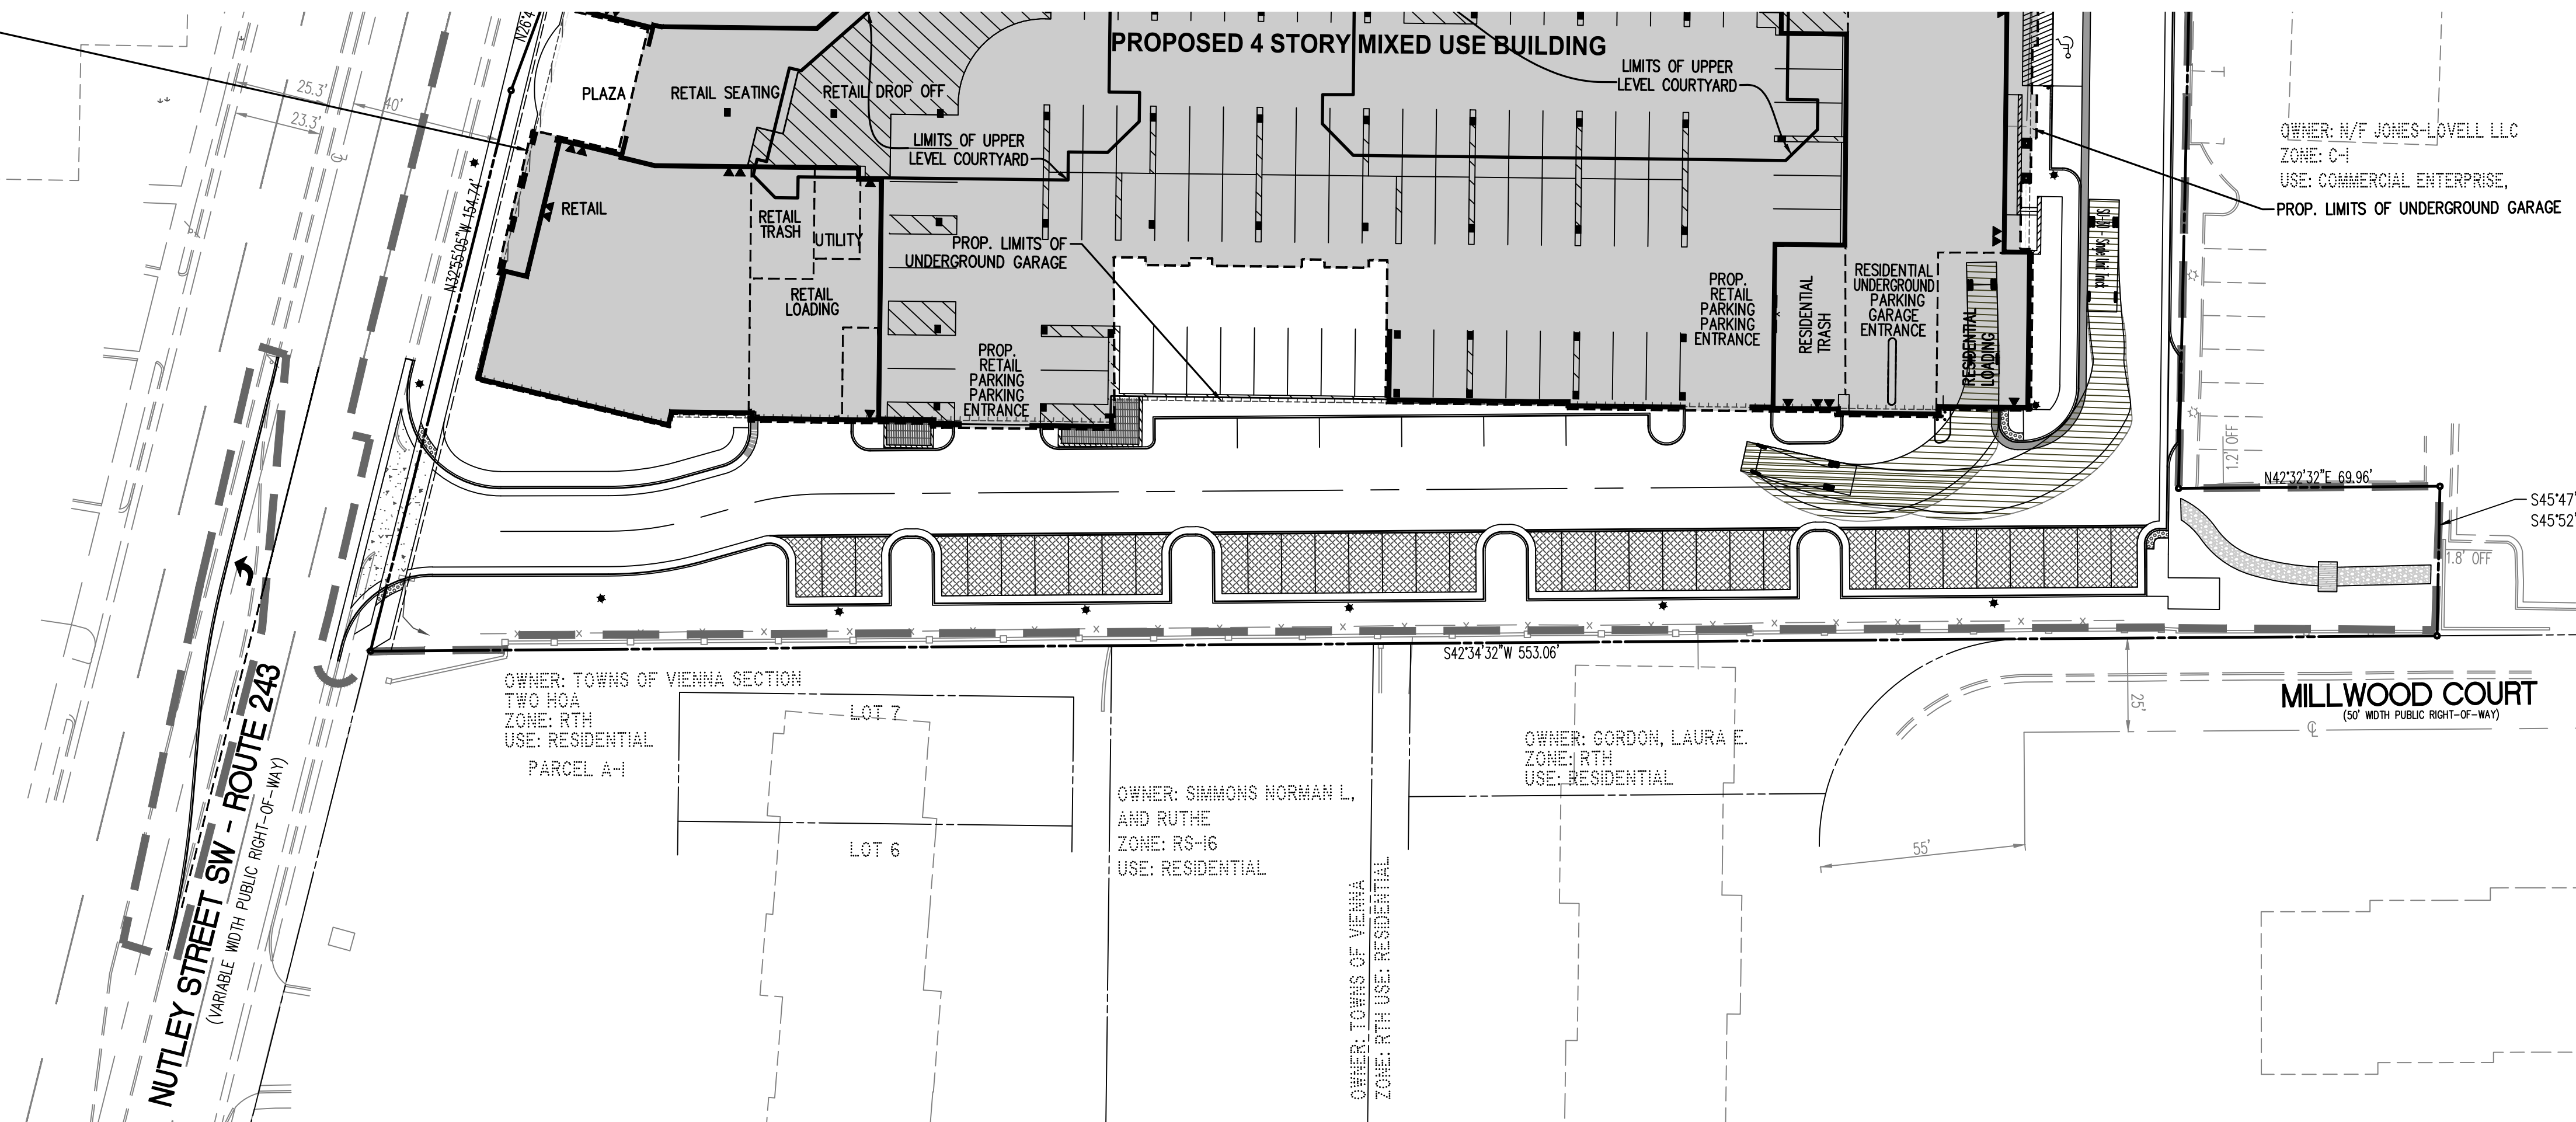 PROPOSED 4 STORY MIXED USE BUILDING
25.3'
40'
23.3'
PLAZA
RETAIL SEATING
RETAIL DROP OFF
LIMITS OF UPPER
LEVEL COURTYARD
LIMITS OF UPPER
LEVEL COURTYARD
OWNER: N/F JONES-LOVELL LLC
ZONE: C-1
USE: COMMERCIAL ENTERPRISE,
PROP. LIMITS OF UNDERGROUND GARAGE
N32°55'05"W 154.74'
RETAIL
RETAIL
TRASH
UTILITY
PROP. LIMITS OF
UNDERGROUND GARAGE
RETAIL
LOADING
PROP.
RETAIL
PARKING
PARKING
ENTRANCE
PROP.
RETAIL
PARKING
PARKING
ENTRANCE
RESIDENTIAL
TRASH
RESIDENTIAL
UNDERGROUND
PARKING
GARAGE
ENTRANCE
RESIDENTIAL
LOADING
1.2' OFF
N42°32'32"E 69.96'
S45°47'
S45°52'
1.8' OFF
S42°34'32"W 553.06'
OWNER: TOWNS OF VIENNA SECTION
TWO HOA
ZONE: RTH
USE: RESIDENTIAL
PARCEL A-1
LOT 7
LOT 6
OWNER: SIMMONS NORMAN L,
AND RUTHE
ZONE: RS-16
USE: RESIDENTIAL
OWNER: TOWNS OF VIENNA
ZONE: RTH USE: RESIDENTIAL
OWNER: GORDON, LAURA E.
ZONE: RTH
USE: RESIDENTIAL
25'
55'
MILLWOOD COURT
(50' WIDTH PUBLIC RIGHT-OF-WAY)
NUTLEY STREET SW - ROUTE 243
(VARIABLE WIDTH PUBLIC RIGHT-OF-WAY)